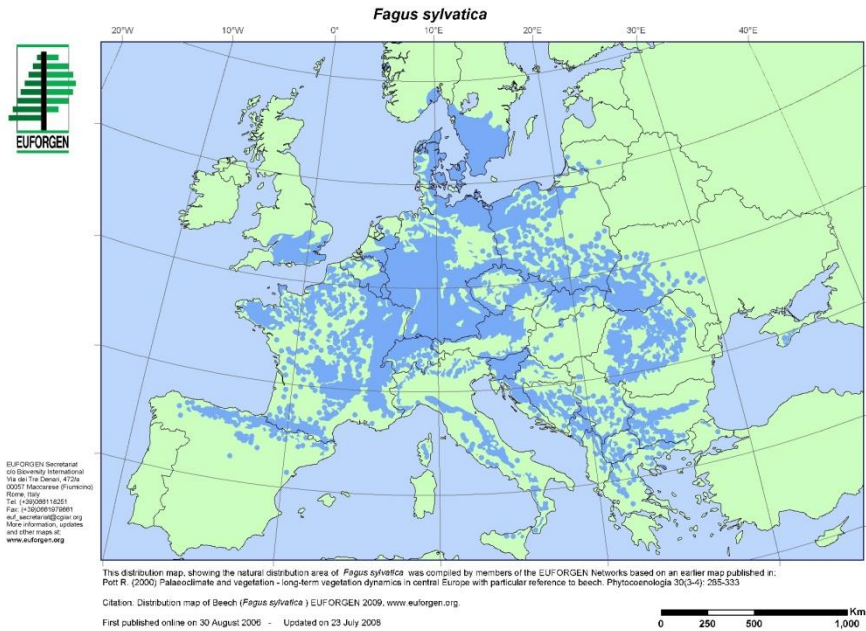 Fagus sylvatica
20°W 10°W 0° 10°E 20°E 30°E 40°E
EUFORGEN
EUFORGEN Secretariat
c/o Bioversity International
Via dei Tre Denari, 472/a
00057 Maccarese (Fiumicino)
Rome, Italy
Tel. (+39)066118251
Fax: (+39)0661979661
euf_secretariat@cgiar.org
More information, updates
and other maps at:
www.euforgen.org
This distribution map, showing the natural distribution area of Fagus sylvatica was compiled by members of the EUFORGEN Networks based on an earlier map published in:
Pott R. (2000) Palaeoclimate and vegetation - long-term vegetation dynamics in central Europe with particular reference to beech. Phytocoenologia 30(3-4): 285-333
Citation: Distribution map of Beech (Fagus sylvatica ) EUFORGEN 2009, www.euforgen.org.
First published online on 30 August 2006 - Updated on 23 July 2008
Km
0 250 500 1,000